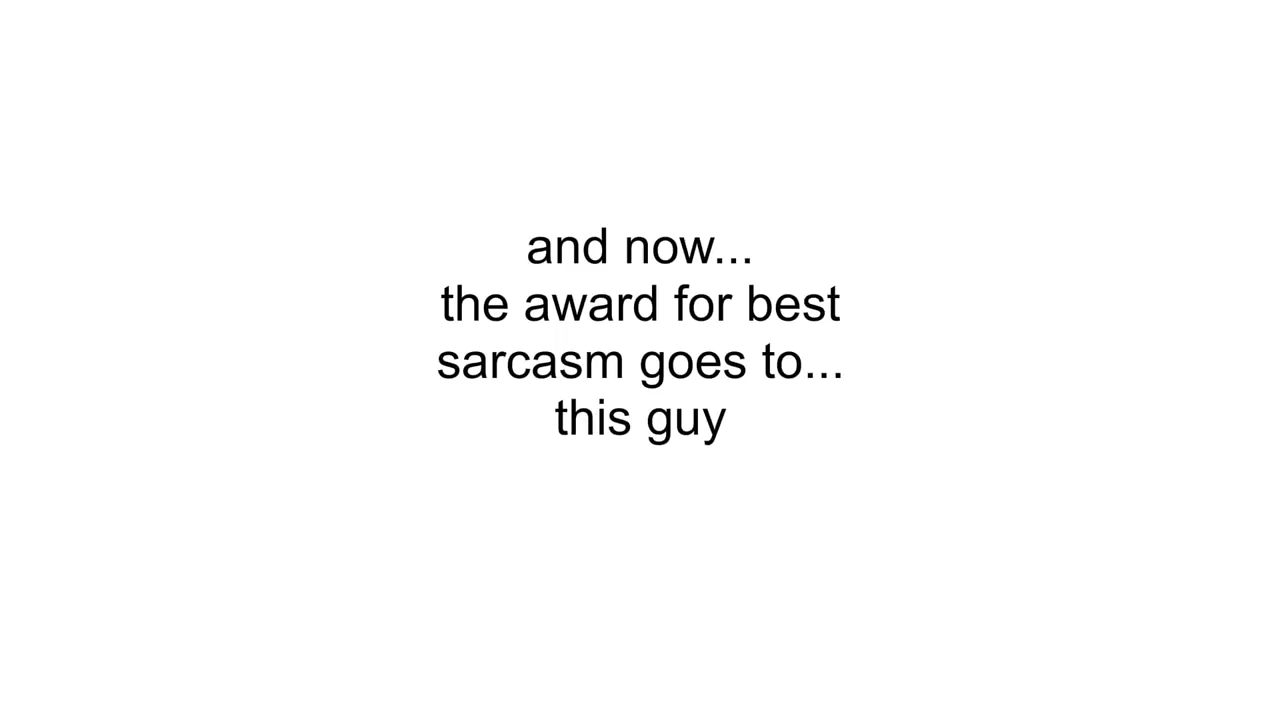 and now...
the award for best
sarcasm goes to...
this guy